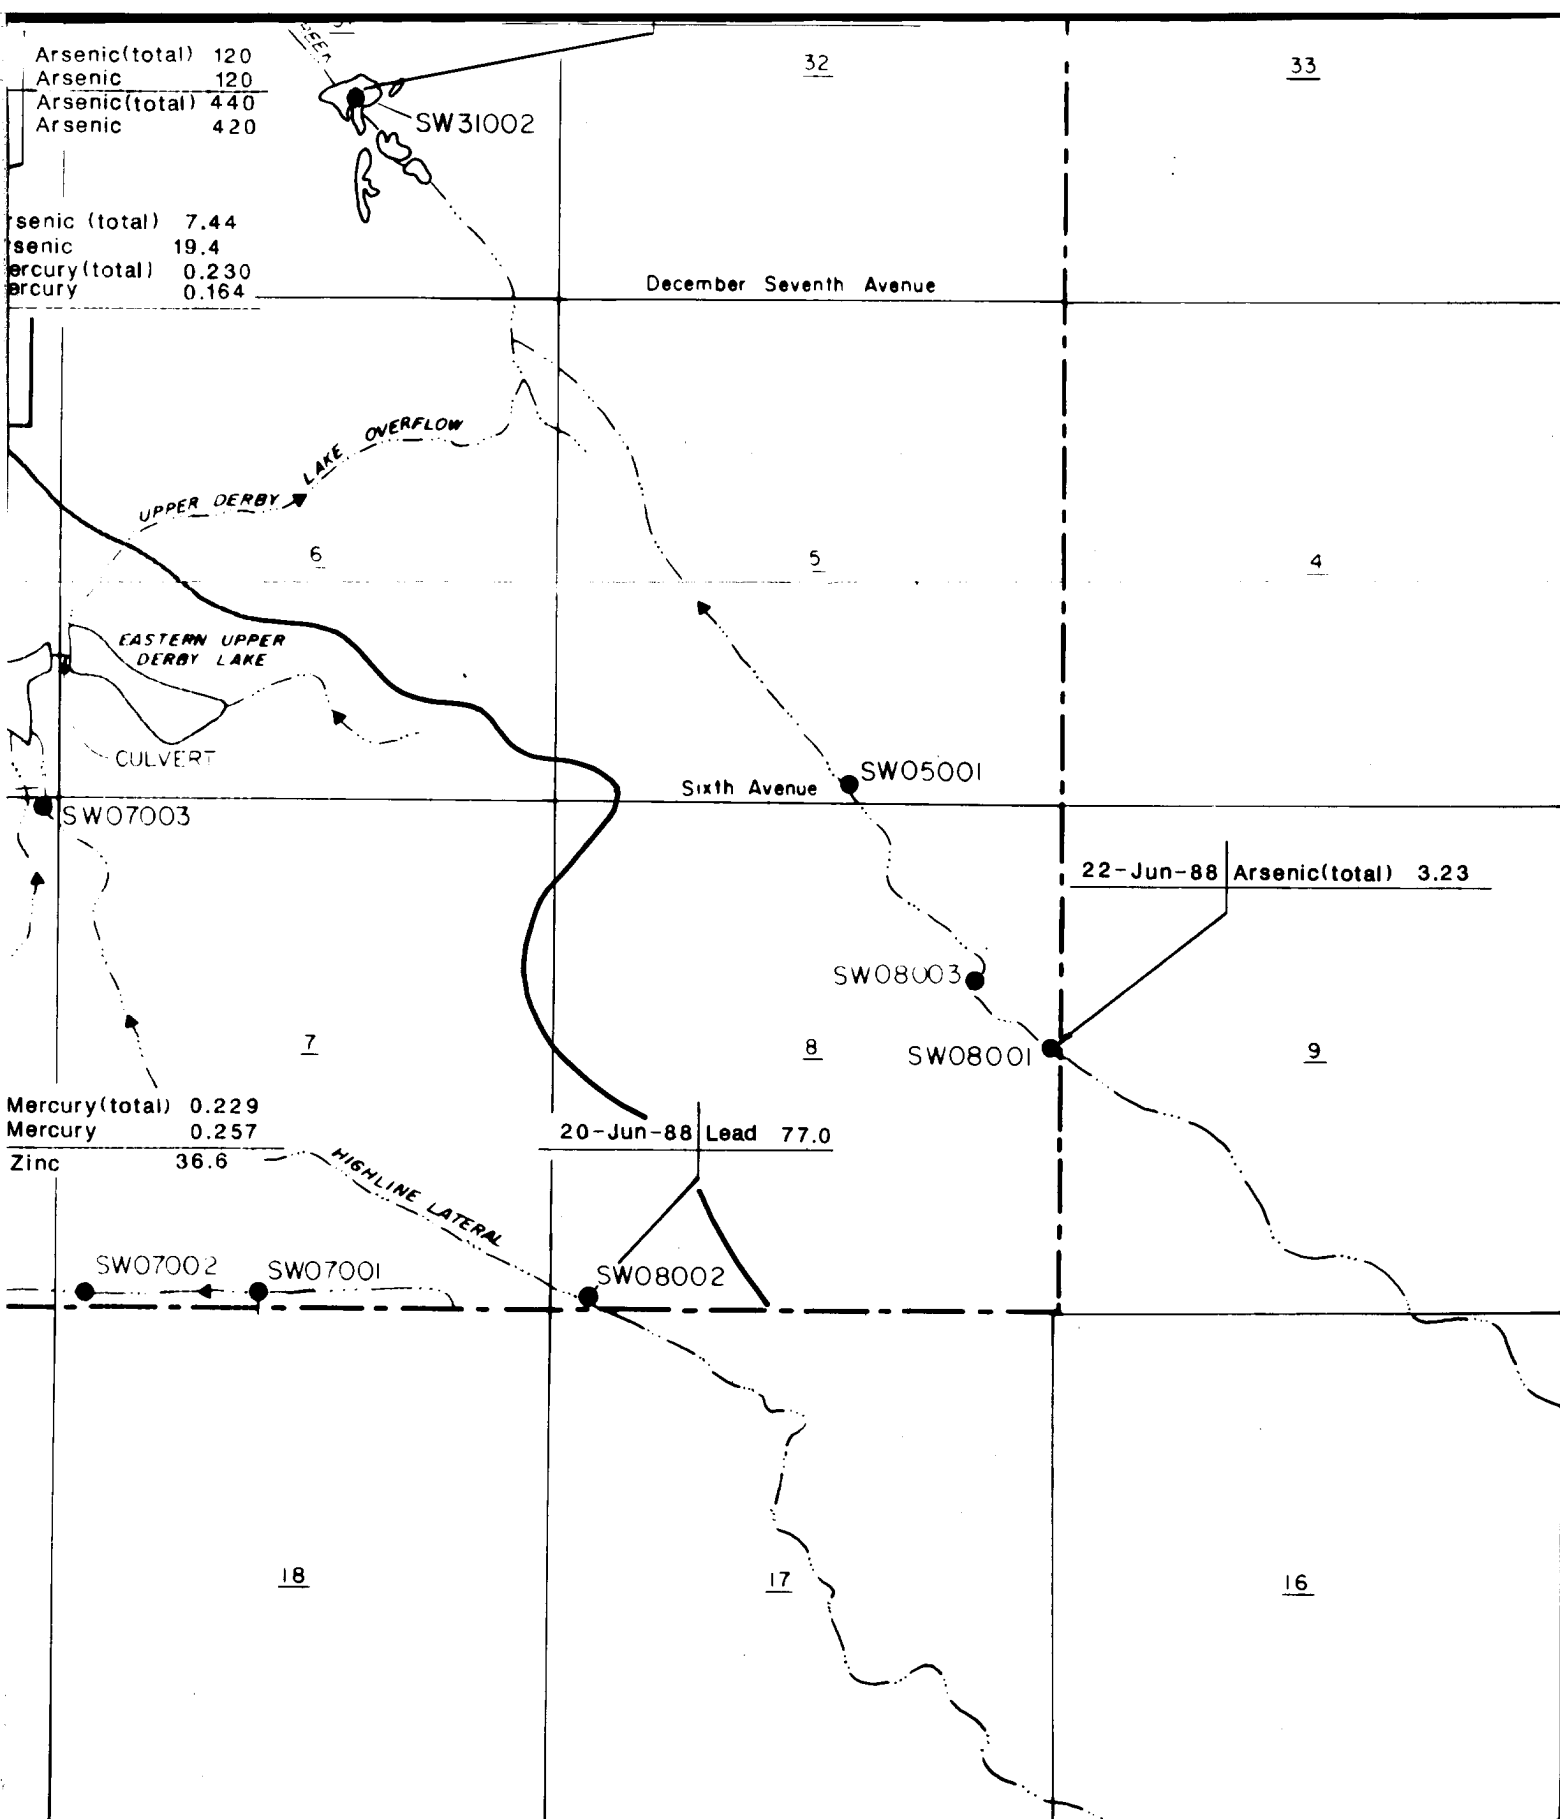 32
33
Arsenic(total) 120
Arsenic 120
Arsenic(total) 440
Arsenic 420
SW31002
senic (total) 7.44
senic 19.4
ercury(total) 0.230
ercury 0.164
December Seventh Avenue
UPPER DERBY LAKE OVERFLOW
6
5
4
EASTERN UPPER
DERBY LAKE
CULVERT
SW05001
Sixth Avenue
SW07003
22-Jun-88 Arsenic(total) 3.23
SW08003
7
8
SW08001
9
Mercury(total) 0.229
Mercury 0.257
Zinc 36.6
20-Jun-88 Lead 77.0
HIGHLINE LATERAL
SW07002
SW07001
SW08002
18
17
16